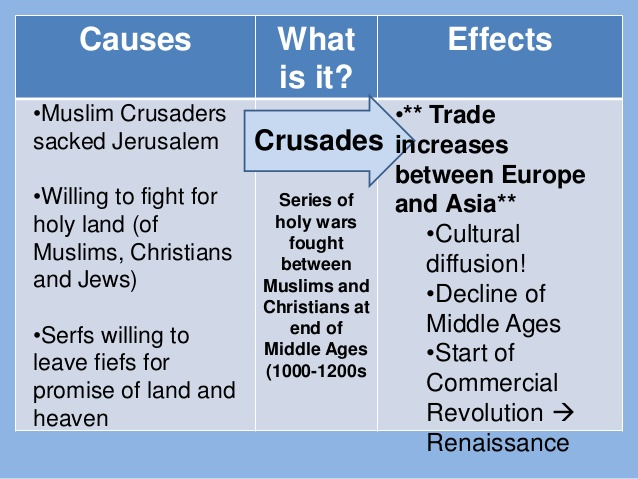 Causes
What
is it?
Effects
•Muslim Crusaders
sacked Jerusalem
•Willing to fight for
holy land (of
Muslims, Christians
and Jews)
•Serfs willing to
leave fiefs for
promise of land and
heaven
Crusades
Series of
holy wars
fought
between
Muslims and
Christians at
end of
Middle Ages
(1000-1200s
•** Trade
increases
between Europe
and Asia**
•Cultural
diffusion!
•Decline of
Middle Ages
•Start of
Commercial
Revolution →
Renaissance